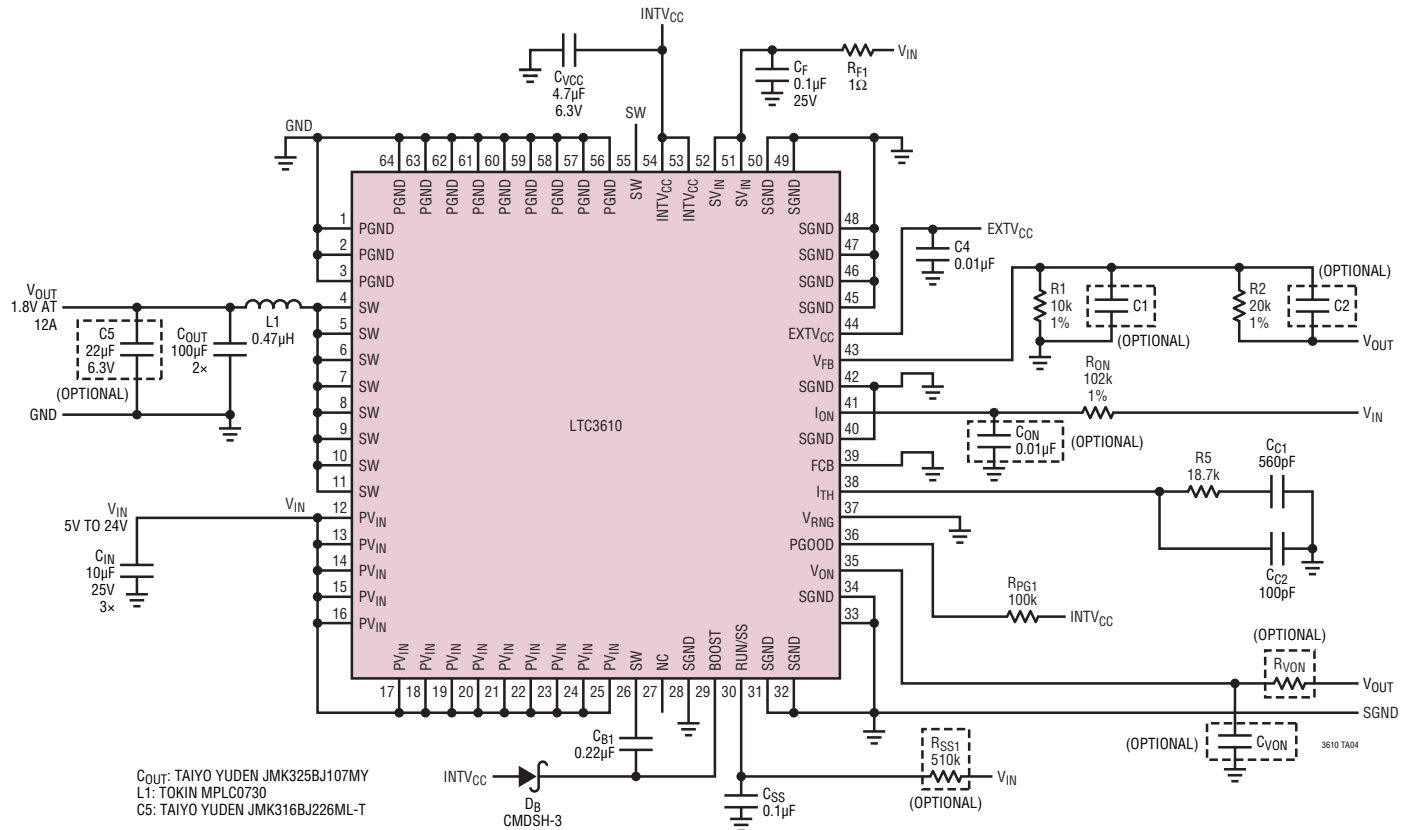 INTVCC
CVCC
4.7µF
6.3V
CF
0.1µF
25V
RF1
1Ω
VIN
SW
GND
64 63 62 61 60 59 58 57 56 55 54 53 52 51 50 49
PGND PGND PGND PGND PGND PGND PGND PGND PGND SW INTVCC INTVCC SVIN SVIN SGND SGND
1 PGND
2 PGND
3 PGND
4 SW
5 SW
6 SW
7 SW
8 SW
9 SW
10 SW
11 SW
12 PVIN
13 PVIN
14 PVIN
15 PVIN
16 PVIN
LTC3610
SGND 48
SGND 47
SGND 46
SGND 45
EXTVCC 44
VFB 43
SGND 42
ION 41
SGND 40
FCB 39
ITH 38
VRNG 37
PGOOD 36
VON 35
SGND 34
33
PVIN PVIN PVIN PVIN PVIN PVIN PVIN PVIN PVIN SW NC SGND BOOST RUN/SS SGND SGND
17 18 19 20 21 22 23 24 25 26 27 28 29 30 31 32
VOUT
1.8V AT
12A
C5
22µF
6.3V
(OPTIONAL)
COUT
100µF
2×
L1
0.47µH
GND
VIN
5V TO 24V
VIN
CIN
10µF
25V
3×
EXTVCC
C4
0.01µF
R1
10k
1%
C1
(OPTIONAL)
R2
20k
1%
(OPTIONAL)
C2
VOUT
RON
102k
1%
VIN
CON
0.01µF
(OPTIONAL)
R5
18.7k
CC1
560pF
CC2
100pF
RPG1
100k
INTVCC
(OPTIONAL)
RVON
VOUT
SGND
(OPTIONAL)
CVON
3610 TA04
CB1
0.22µF
INTVCC
DB
CMDSH-3
RSS1
510k
(OPTIONAL)
VIN
CSS
0.1µF
COUT: TAIYO YUDEN JMK325BJ107MY
L1: TOKIN MPLC0730
C5: TAIYO YUDEN JMK316BJ226ML-T